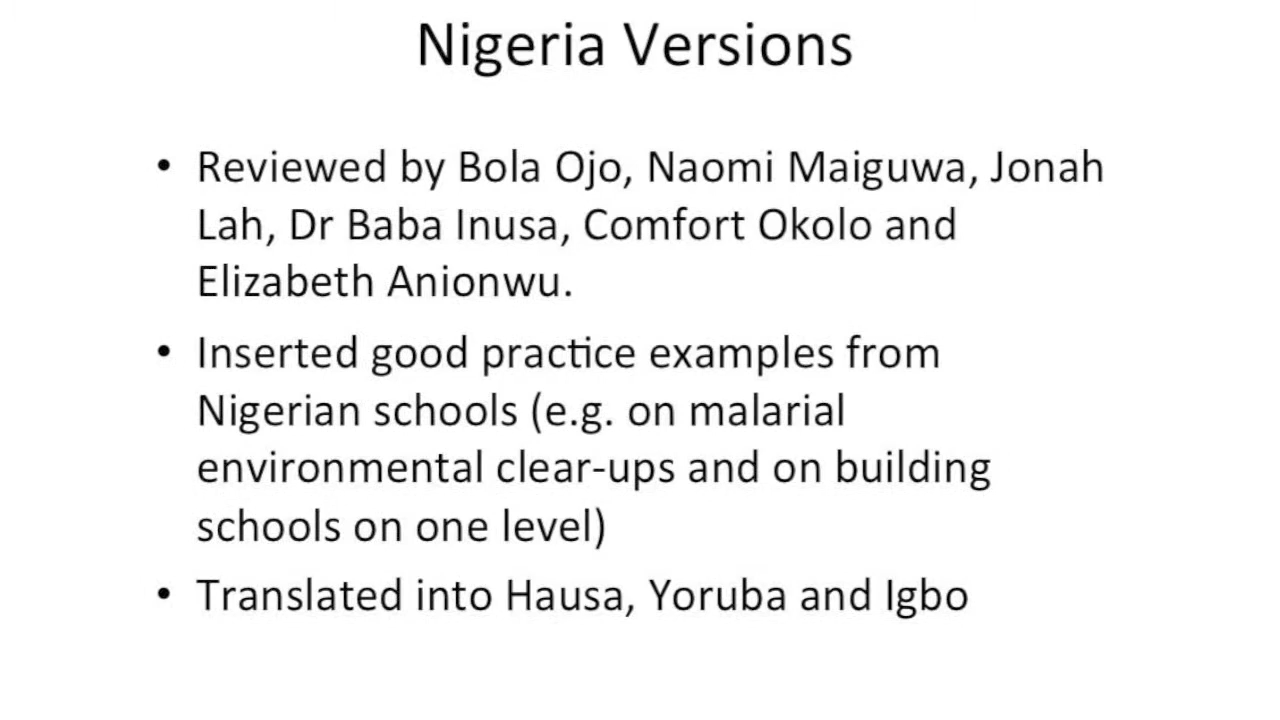 Nigeria Versions
• Reviewed by Bola Ojo, Naomi Maiguwa, Jonah
Lah, Dr Baba Inusa, Comfort Okolo and
Elizabeth Anionwu.
• Inserted good practice examples from
Nigerian schools (e.g. on malarial
environmental clear-ups and on building
schools on one level)
• Translated into Hausa, Yoruba and Igbo